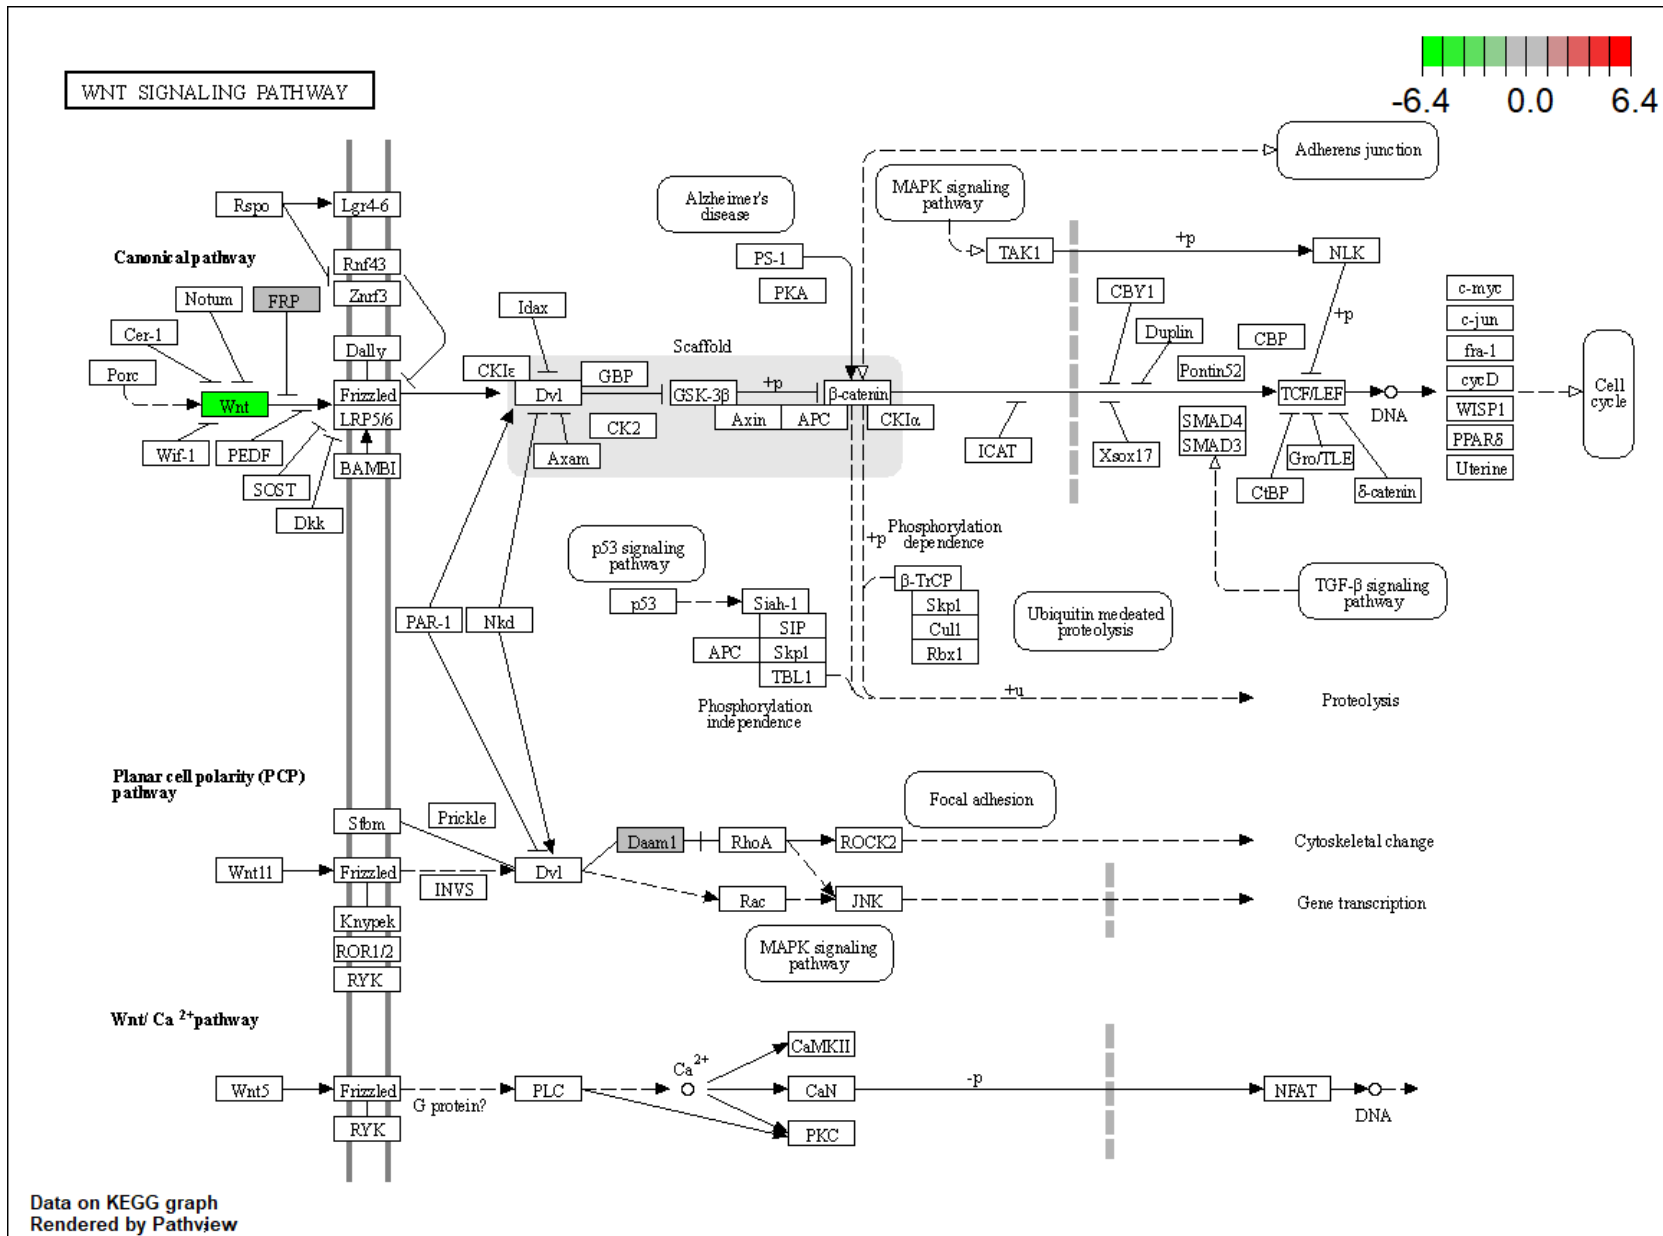 -6.4 0.0 6.4
WNT SIGNALING PATHWAY
Adherens junction
MAPK signaling
pathway
Alzheimer's
disease
Rspo
Lgr4-6
+p
TAK1
NLK
Canonical pathway
PS-1
Rnf43
PKA
Znrf3
Notum
FRP
Idax
CBY1
c-myc
Cer-1
+p
Duplin
CBP
c-jun
Dally
Scaffold
fra-1
Porc
CKIε
GBP
Pontin52
cycD
Wnt
Frizzled
Dvl
GSK-3β
+p
β-catenin
TCF/LEF
DNA
Cell
cycle
LRP5/6
CK2
Axin
APC
CKIα
SMAD4
WISP1
Wif-1
PEDF
Axam
ICAT
Xsox17
SMAD3
Gro/TLE
PPARδ
BAMBI
Uterine
SOST
CtBP
δ-catenin
Dkk
p53 signaling
pathway
+p
Phosphorylation
dependence
β-TrCP
TGF-β signaling
pathway
p53
Siah-1
Skp1
Ubiquitin medeated
proteolysis
PAR-1
Nkd
SIP
Cul1
APC
Skp1
Rbx1
TBL1
+u
Proteolysis
Phosphorylation
independence
Planar cell polarity (PCP)
pathway
Focal adhesion
Stbm
Prickle
Daam1
RhoA
ROCK2
Cytoskeletal change
Wnt11
Frizzled
INVS
Dvl
Rac
JNK
Gene transcription
Knypek
ROR1/2
MAPK signaling
pathway
RYK
Wnt/ Ca 2+ pathway
CaMKII
Ca 2+
Wnt5
Frizzled
G protein?
PLC
CaN
-p
NFAT
DNA
RYK
PKC
Data on KEGG graph
Rendered by Pathview